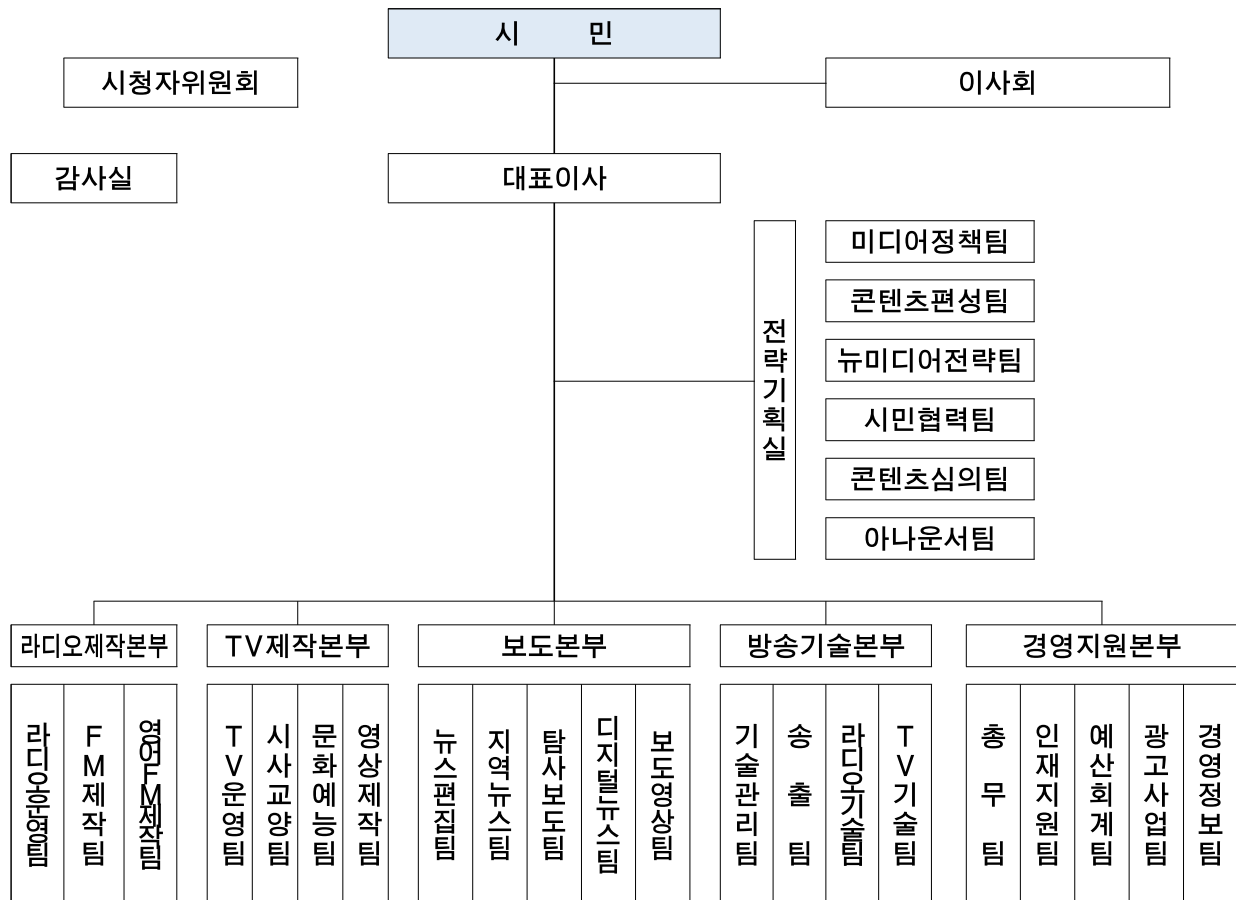 시 민
시청자위원회
이사회
감사실
대표이사
전략기획실
미디어정책팀
콘텐츠편성팀
뉴미디어전략팀
시민협력팀
콘텐츠심의팀
아나운서팀
라디오제작본부
TV제작본부
보도본부
방송기술본부
경영지원본부
라디오운영팀
FM제작팀
영어FM제작팀
TV운영팀
시사교양팀
문화예능팀
영상제작팀
뉴스편집팀
지역뉴스팀
탐사보도팀
디지털뉴스팀
보도영상팀
기술관리팀
송출팀
라디오기술팀
TV기술팀
총무팀
인재지원팀
예산회계팀
광고사업팀
경영정보팀